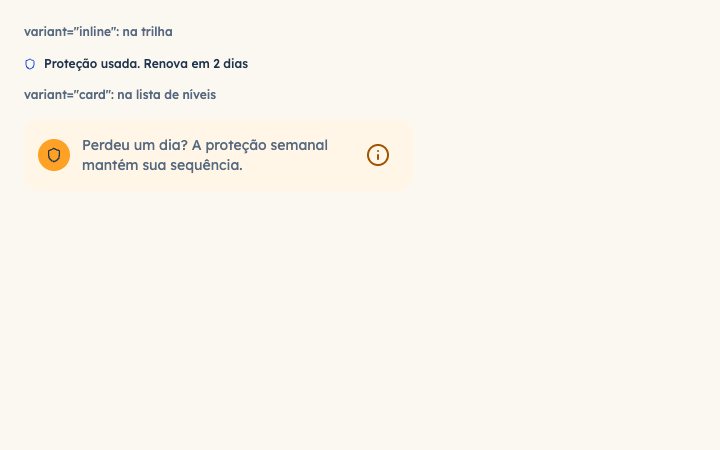 variant="inline": na trilha
Proteção usada. Renova em 2 dias
variant="card": na lista de níveis
Perdeu um dia? A proteção semanal
mantém sua sequência.